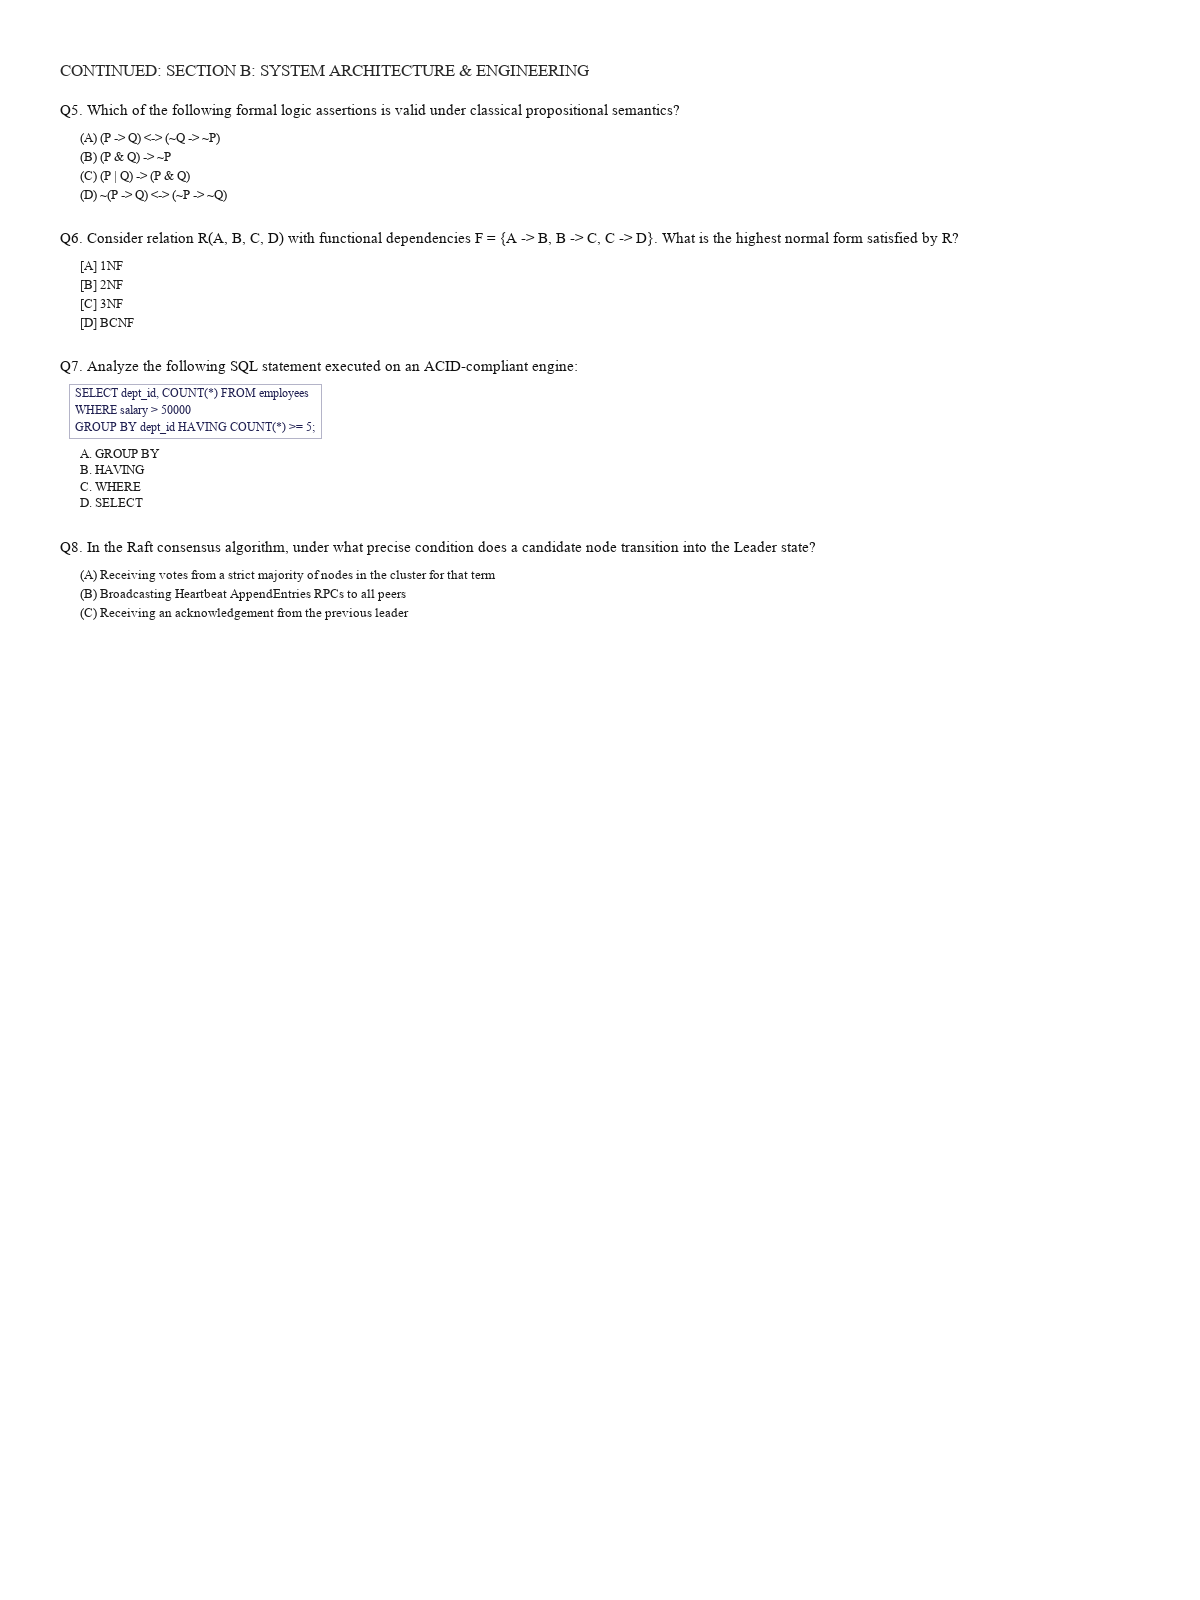 CONTINUED: SECTION B: SYSTEM ARCHITECTURE & ENGINEERING
Q5. Which of the following formal logic assertions is valid under classical propositional semantics?
(A) (P -> Q) <-> (~Q -> ~P)
(B) (P & Q) -> ~P
(C) (P | Q) -> (P & Q)
(D) ~(P -> Q) <-> (~P -> ~Q)
Q6. Consider relation R(A, B, C, D) with functional dependencies F = {A -> B, B -> C, C -> D}. What is the highest normal form satisfied by R?
[A] 1NF
[B] 2NF
[C] 3NF
[D] BCNF
Q7. Analyze the following SQL statement executed on an ACID-compliant engine:
SELECT dept_id, COUNT(*) FROM employees
WHERE salary > 50000
GROUP BY dept_id HAVING COUNT(*) >= 5;
A. GROUP BY
B. HAVING
C. WHERE
D. SELECT
Q8. In the Raft consensus algorithm, under what precise condition does a candidate node transition into the Leader state?
(A) Receiving votes from a strict majority of nodes in the cluster for that term
(B) Broadcasting Heartbeat AppendEntries RPCs to all peers
(C) Receiving an acknowledgement from the previous leader